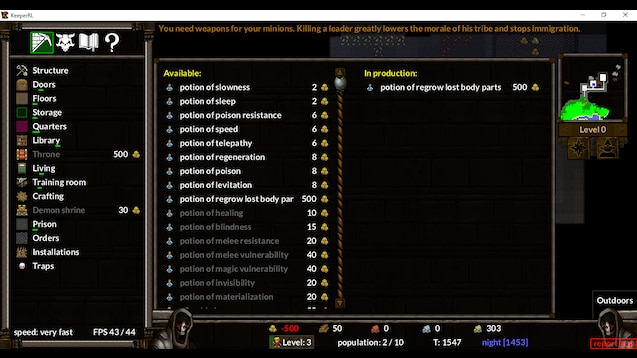 KeeperRL
You need weapons for your minions. Killing a leader greatly lowers the morale of his tribe and stops immigration.
Structure
Doors
Floors
Storage
Quarters
Library
Throne 500
Living
Training room
Crafting
Demon shrine 30
Prison
Orders
Installations
Traps
speed: very fast FPS 43 / 44
Available:
potion of slowness 2
potion of sleep 2
potion of poison resistance 6
potion of speed 6
potion of telepathy 6
potion of regeneration 8
potion of poison 8
potion of levitation 8
potion of regrow lost body par 500
potion of healing 10
potion of blindness 15
potion of melee resistance 20
potion of melee vulnerability 40
potion of magic vulnerability 40
potion of invisibility 20
potion of materialization 20
In production:
potion of regrow lost body parts 500
Level 0
Outdoors
-500 50 0 0 303
Level: 3 population: 2 / 10 T: 1547 night [1453]